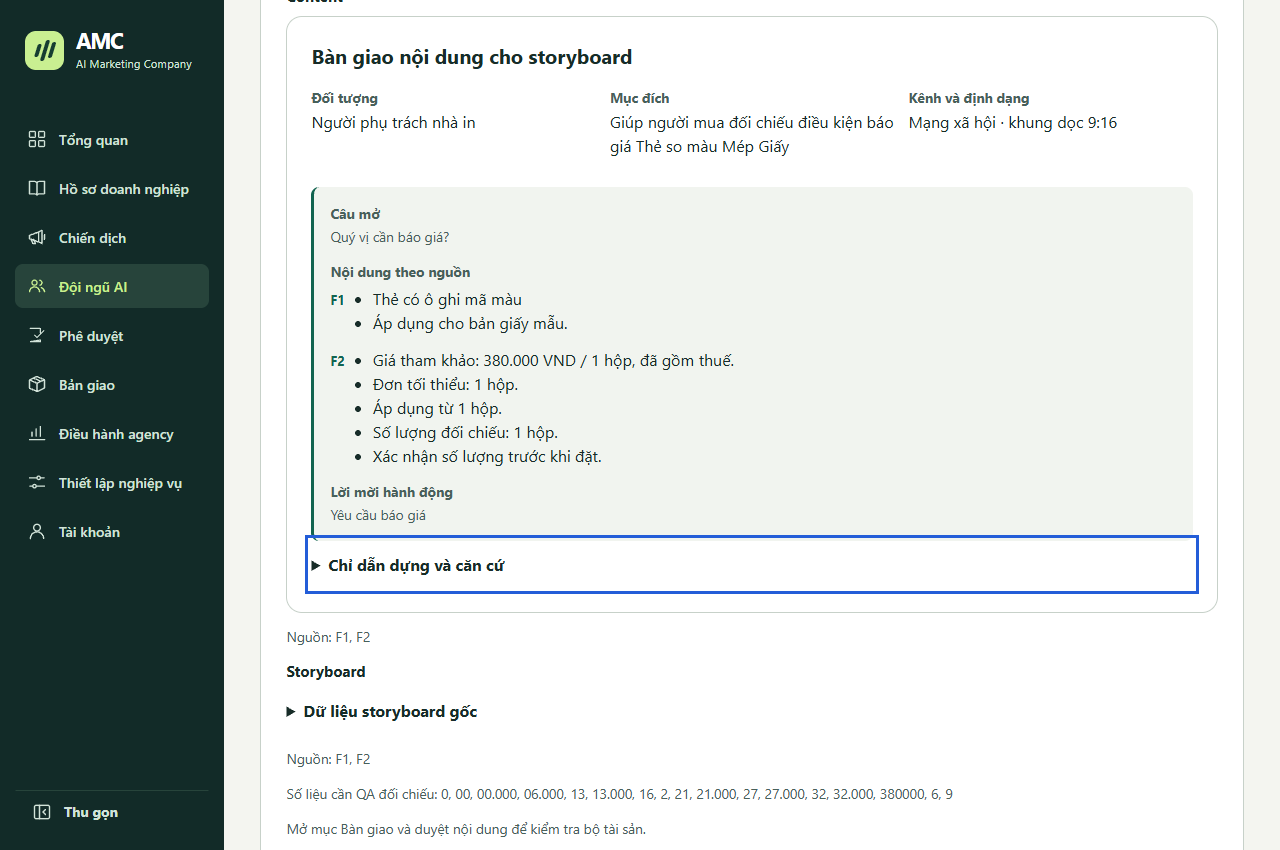 AMC
AI Marketing Company
Tổng quan
Hồ sơ doanh nghiệp
Chiến dịch
Đội ngũ AI
Phê duyệt
Bản giao
Điều hành agency
Thiết lập nghiệp vụ
Tài khoản
Thu gọn
Content
Bàn giao nội dung cho storyboard
Đối tượng
Người phụ trách nhà in
Mục đích
Giúp người mua đối chiếu điều kiện báo
giá Thẻ so màu Mép Giấy
Kênh và định dạng
Mạng xã hội · khung dọc 9:16
Câu mở
Quý vị cần báo giá?
Nội dung theo nguồn
F1 • Thẻ có ô ghi mã màu
• Áp dụng cho bản giấy mẫu.
F2 • Giá tham khảo: 380.000 VND / 1 hộp, đã gồm thuế.
• Đơn tối thiểu: 1 hộp.
• Áp dụng từ 1 hộp.
• Số lượng đối chiếu: 1 hộp.
• Xác nhận số lượng trước khi đặt.
Lời mời hành động
Yêu cầu báo giá
Chỉ dẫn dựng và căn cứ
Nguồn: F1, F2
Storyboard
Dữ liệu storyboard gốc
Nguồn: F1, F2
Số liệu cần QA đối chiếu: 0, 00, 00.000, 06.000, 13, 13.000, 16, 2, 21, 21.000, 27, 27.000, 32, 32.000, 380000, 6, 9
Mở mục Bàn giao và duyệt nội dung để kiểm tra bộ tài sản.